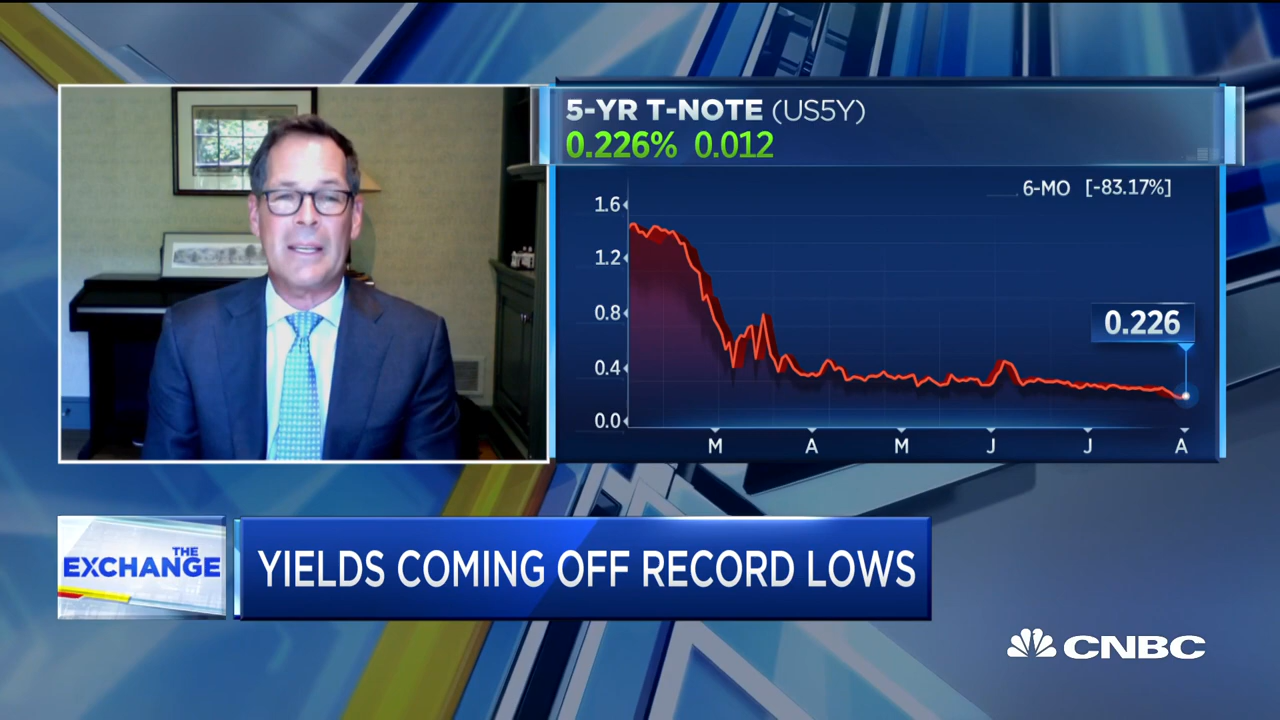 5-YR T-NOTE (US5Y)
0.226% 0.012
6-MO [-83.17%]
1.6
1.2
0.8
0.4
0.0
0.226
M A M J J A
THE
EXCHANGE
YIELDS COMING OFF RECORD LOWS
CNBC